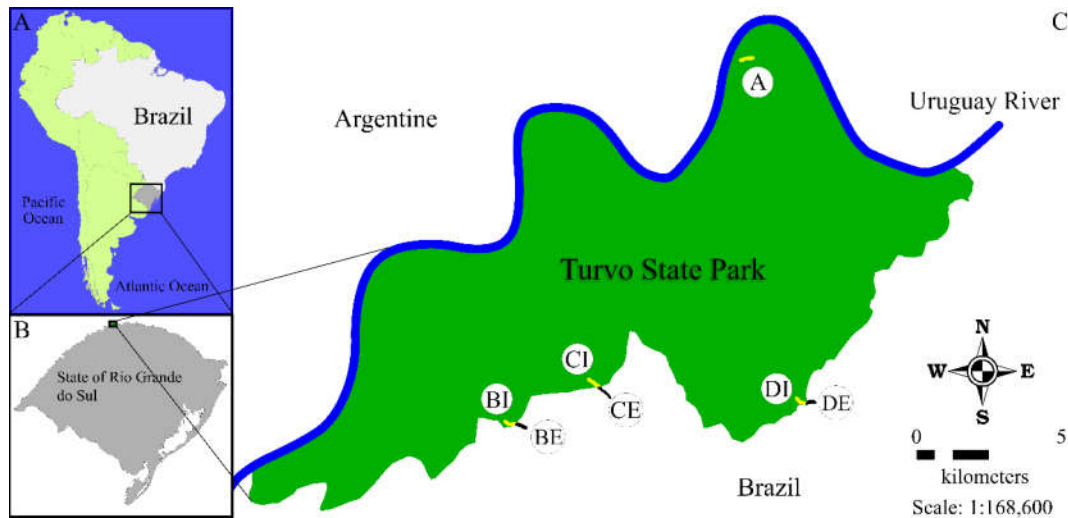 A
Brazil
Pacific
Ocean
Atlantic Ocean
B
State of Rio Grande
do Sul
C
Argentine
A
Uruguay River
Turvo State Park
CI
CE
BI
BE
DI
DE
Brazil
N
W
E
S
0 5
kilometers
Scale: 1:168,600